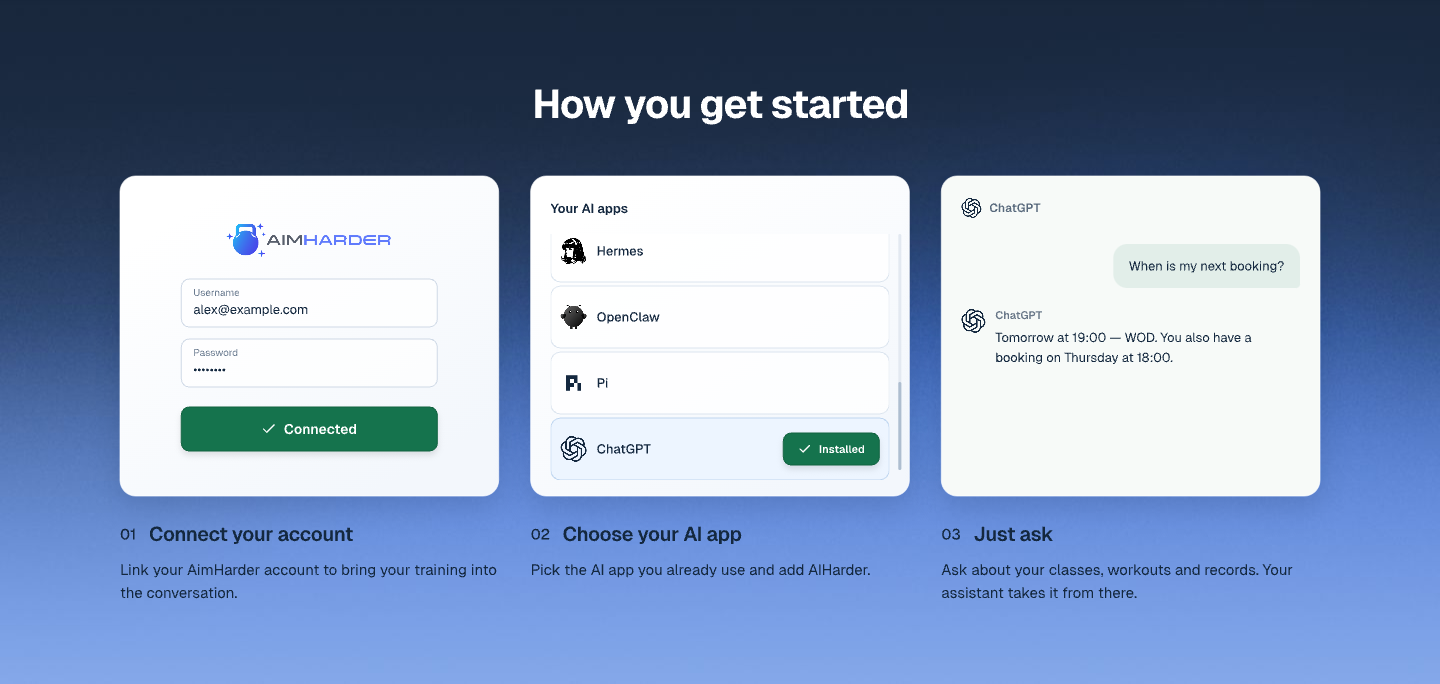 How you get started
AIMHARDER
Username
alex@example.com
Password
••••••••
Connected
Your AI apps
Hermes
OpenClaw
Pi
ChatGPT
Installed
ChatGPT
When is my next booking?
ChatGPT
Tomorrow at 19:00 — WOD. You also have a
booking on Thursday at 18:00.
01 Connect your account
Link your AimHarder account to bring your training into
the conversation.
02 Choose your AI app
Pick the AI app you already use and add AIHarder.
03 Just ask
Ask about your classes, workouts and records. Your
assistant takes it from there.